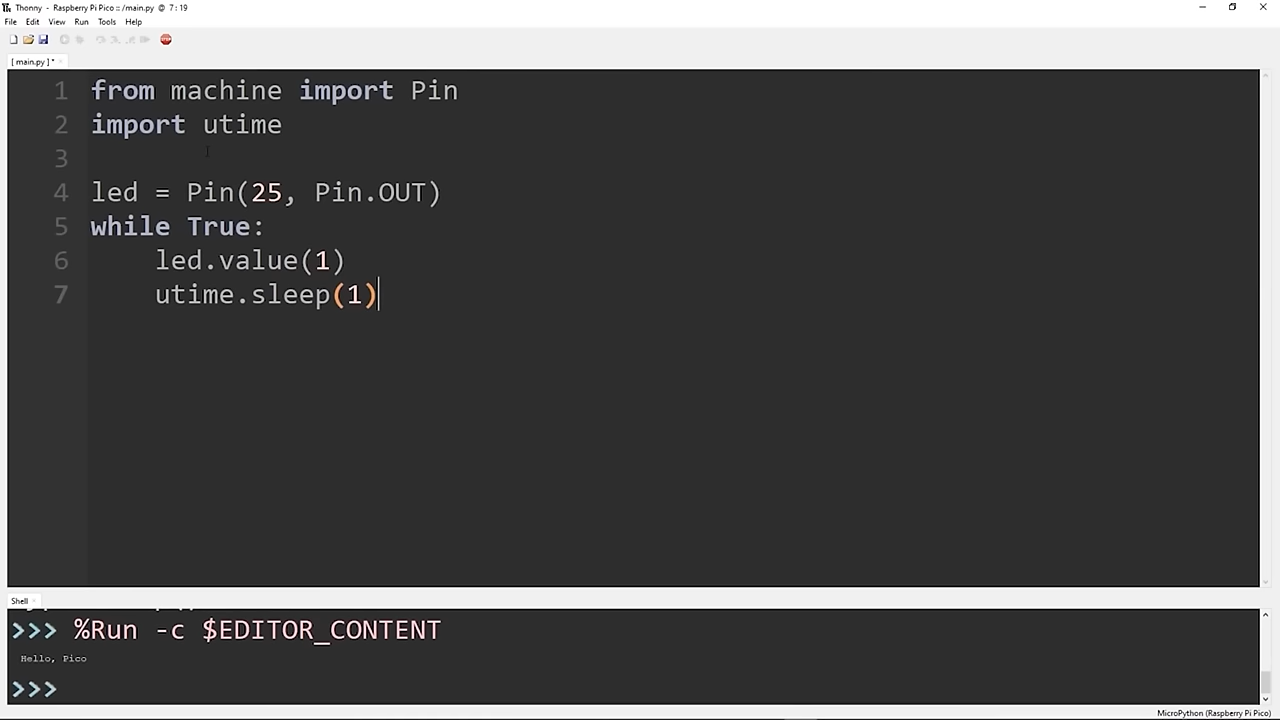 Thonny - Raspberry Pi Pico :: /main.py @ 7 : 19
File Edit View Run Tools Help
[ main.py ] *
1 from machine import Pin
2 import utime
3
4 led = Pin(25, Pin.OUT)
5 while True:
6     led.value(1)
7     utime.sleep(1)
Shell
>>> %Run -c $EDITOR_CONTENT
Hello, Pico
>>>
MicroPython (Raspberry Pi Pico)